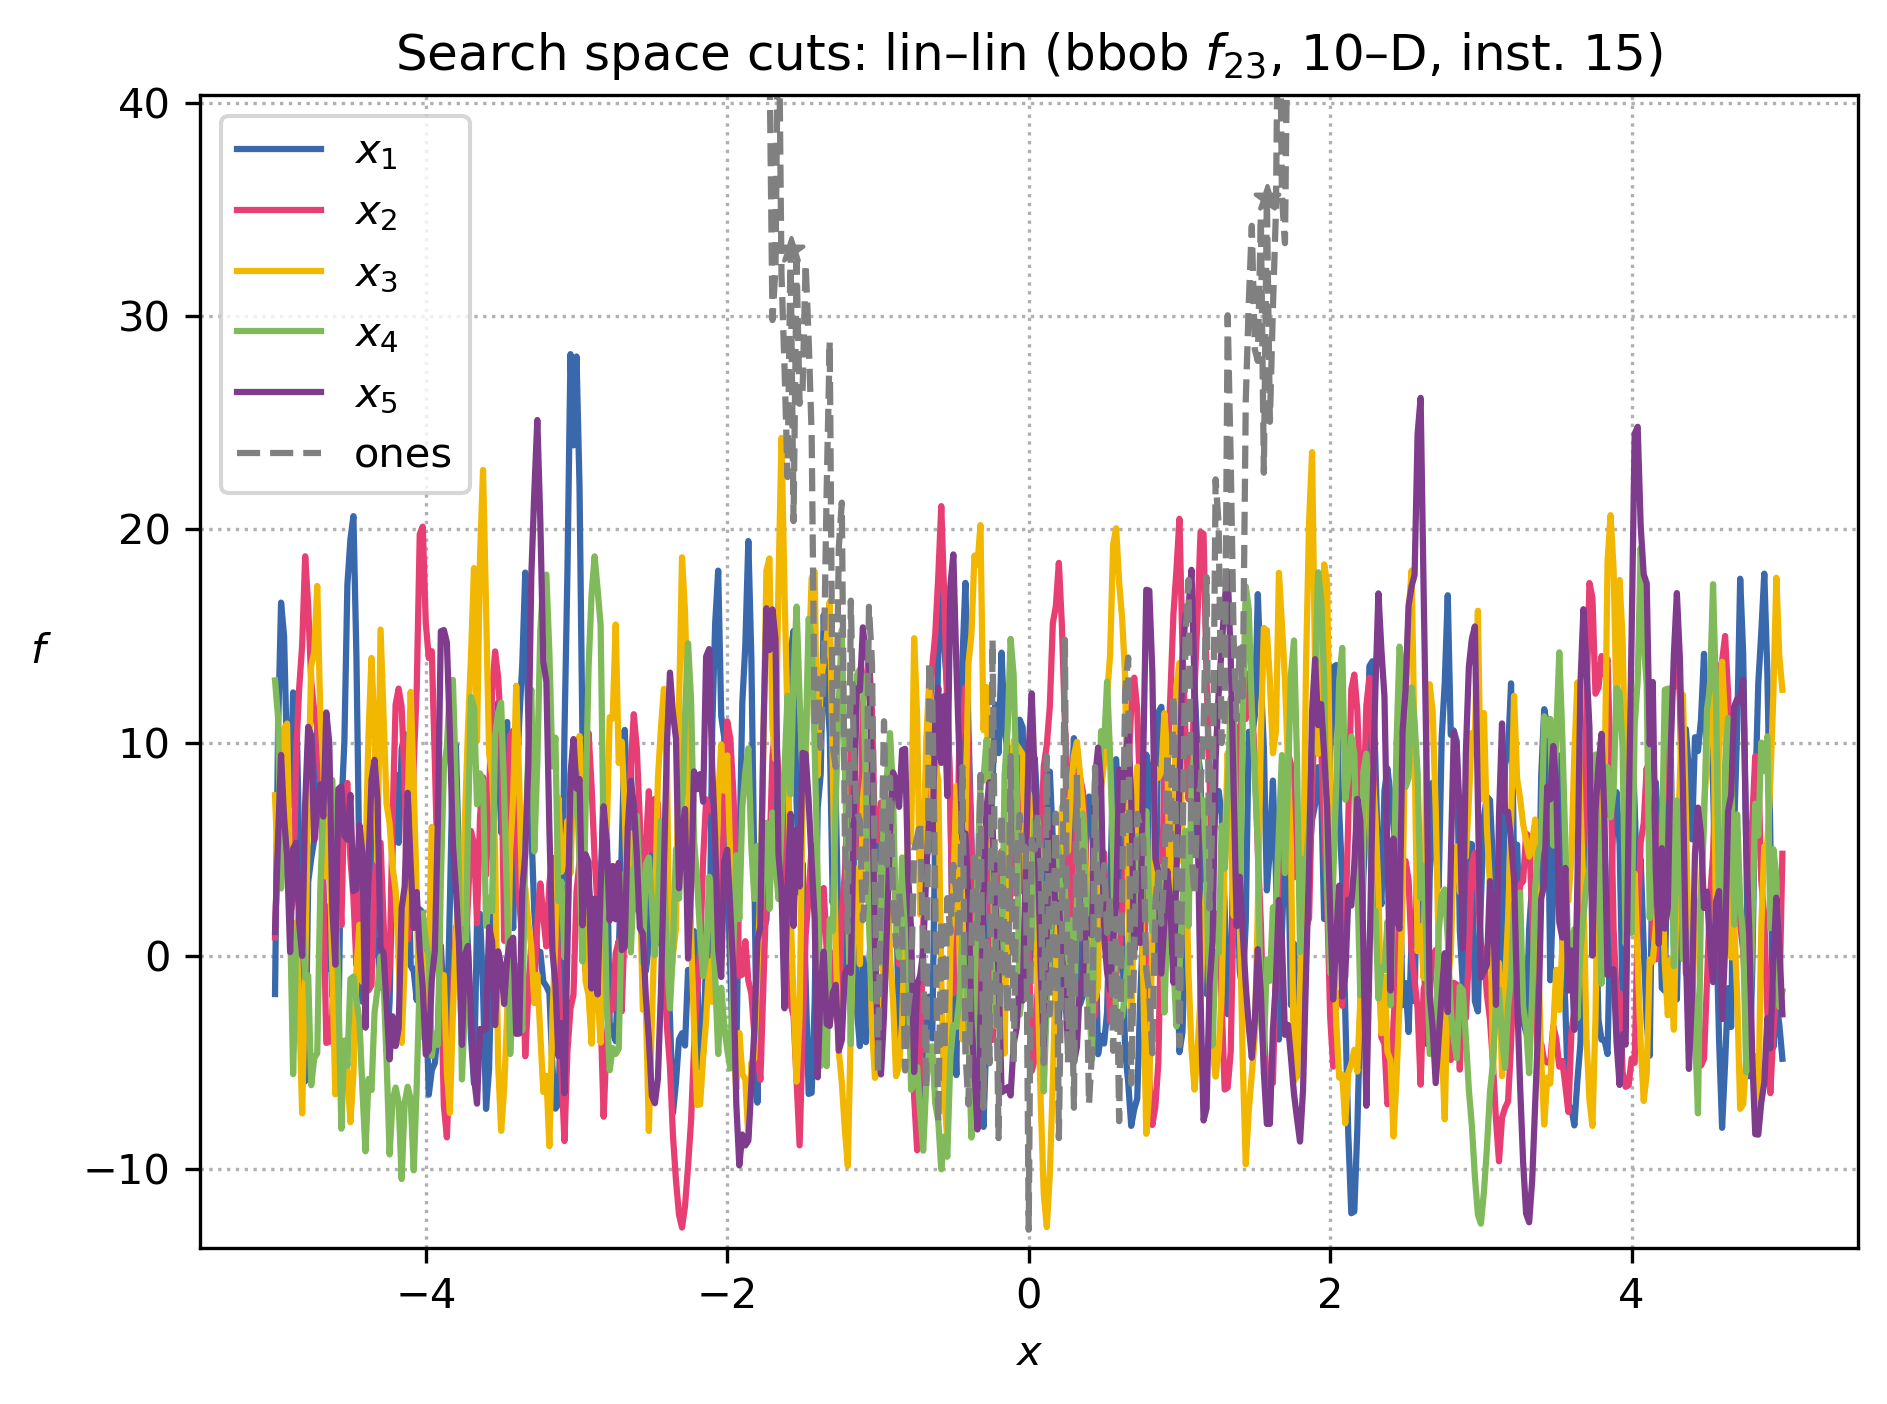 Search space cuts: lin–lin (bbob f23, 10–D, inst. 15)
40
30
20
10
0
−10
f
x1
x2
x3
x4
x5
ones
−4
−2
0
2
4
x